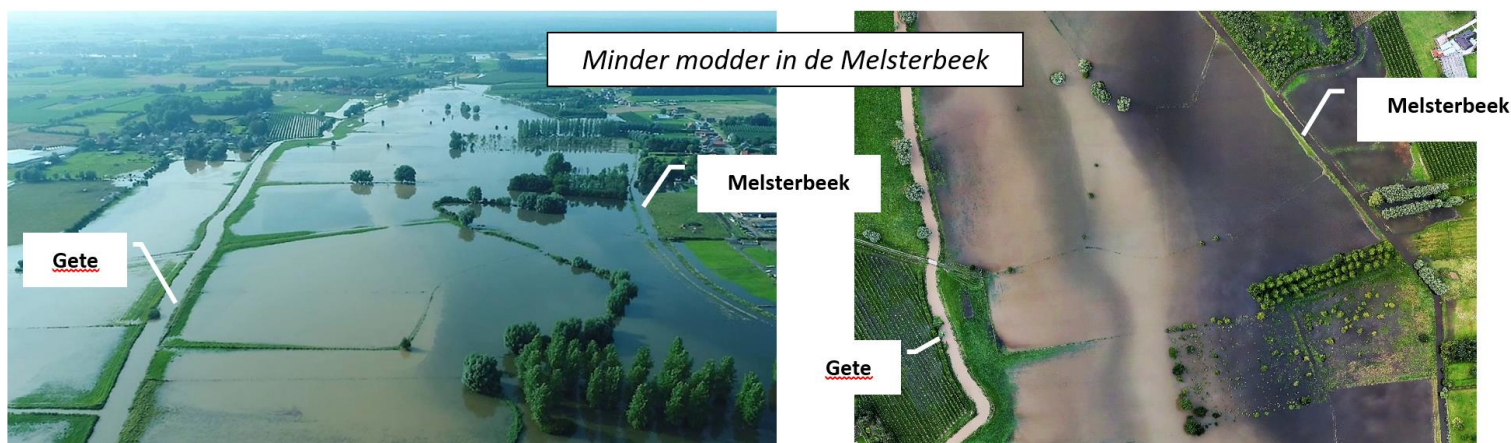 Minder modder in de Melsterbeek
Melsterbeek
Melsterbeek
Gete
Gete